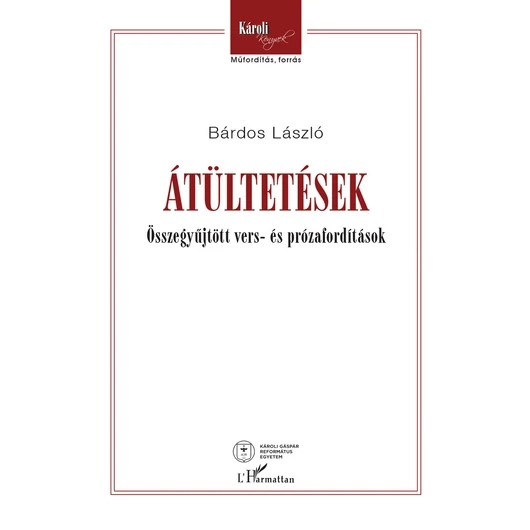 Károli
Könyvek
Műfordítás, forrás
Bárdos László
ÁTÜLTETÉSEK
Összegyűjtött vers- és prózafordítások
KÁROLI GÁSPÁR
REFORMÁTUS
EGYETEM
L'Harmattan